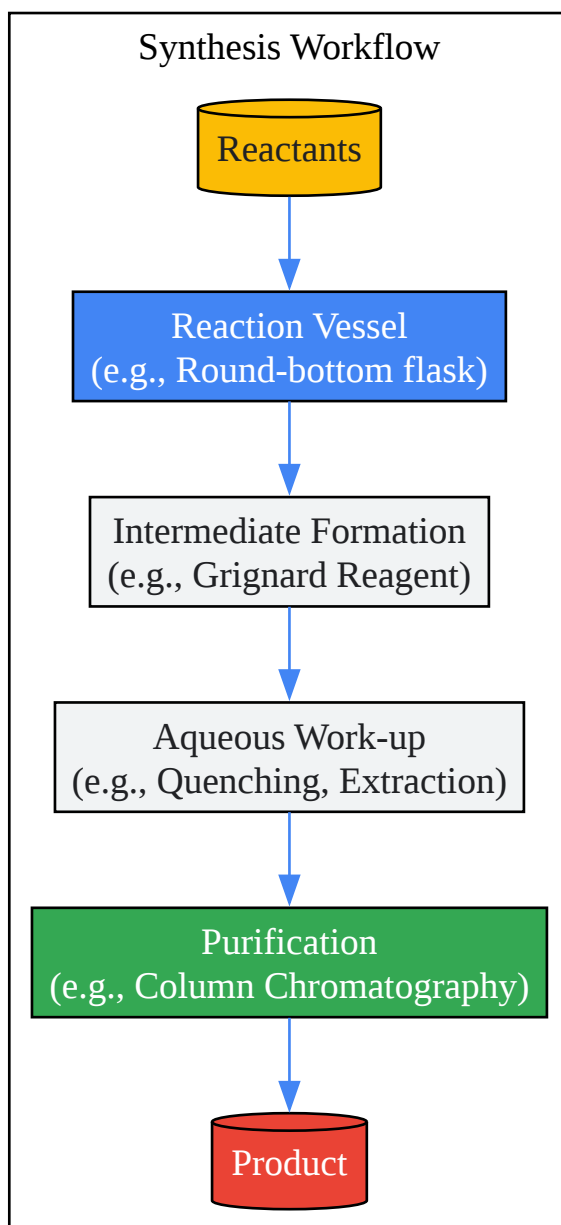 Synthesis Workflow
Reactants
Reaction Vessel
(e.g., Round-bottom flask)
Intermediate Formation
(e.g., Grignard Reagent)
Aqueous Work-up
(e.g., Quenching, Extraction)
Purification
(e.g., Column Chromatography)
Product